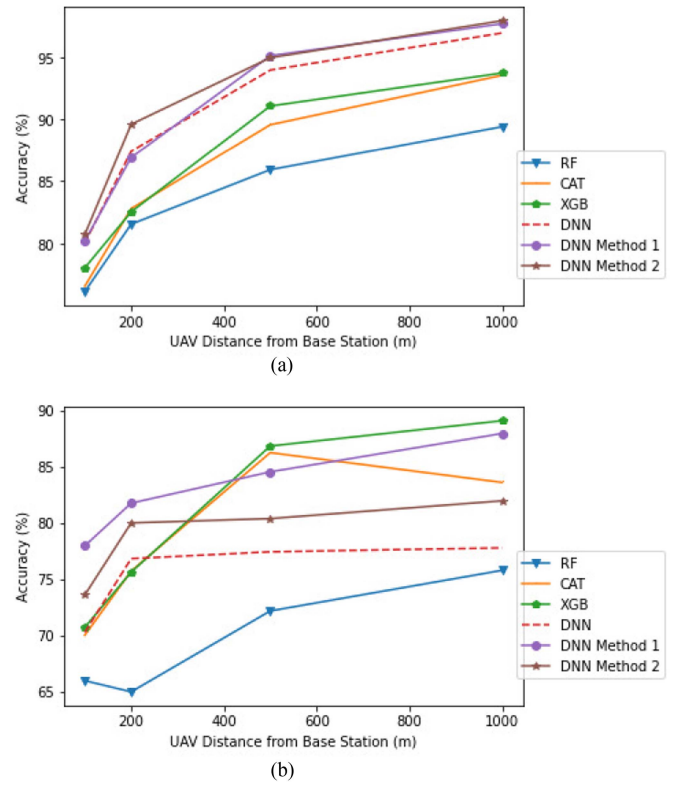 95
90
85
80
Accuracy (%)
200
400
600
800
1000
UAV Distance from Base Station (m)
RF
CAT
XGB
DNN
DNN Method 1
DNN Method 2
(a)
90
85
80
75
70
65
Accuracy (%)
200
400
600
800
1000
UAV Distance from Base Station (m)
RF
CAT
XGB
DNN
DNN Method 1
DNN Method 2
(b)